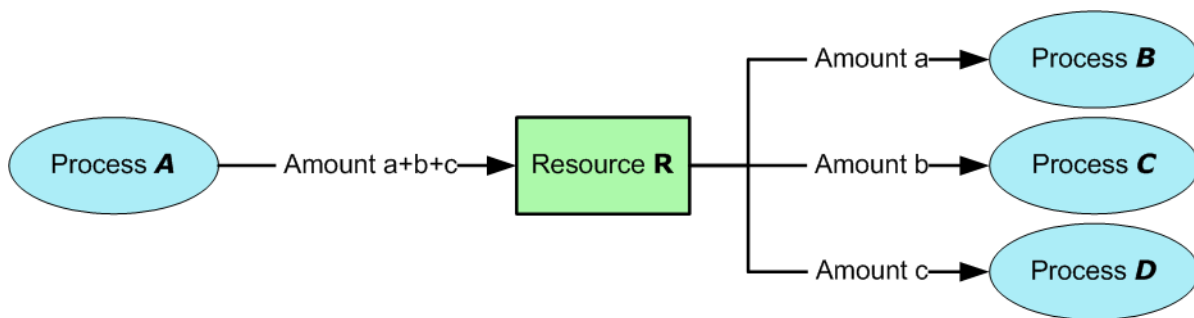 Amount a
Process B
Process A
Amount a+b+c
Resource R
Amount b
Process C
Amount c
Process D